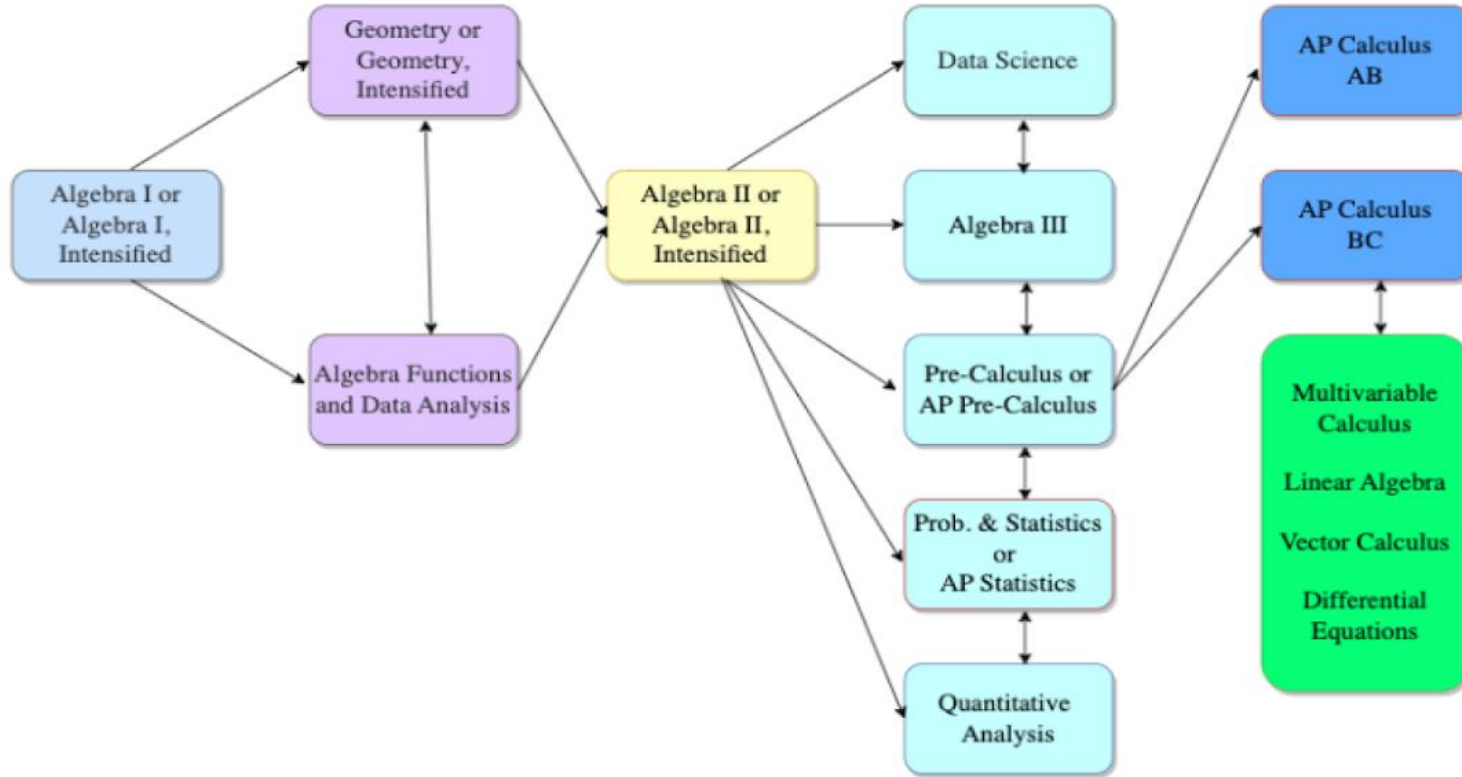 Geometry or
Geometry,
Intensified
Data Science
AP Calculus
AB
Algebra I or
Algebra I,
Intensified
Algebra II or
Algebra II,
Intensified
Algebra III
AP Calculus
BC
Algebra Functions
and Data Analysis
Pre-Calculus or
AP Pre-Calculus
Multivariable
Calculus
Linear Algebra
Vector Calculus
Differential
Equations
Prob. & Statistics
or
AP Statistics
Quantitative
Analysis